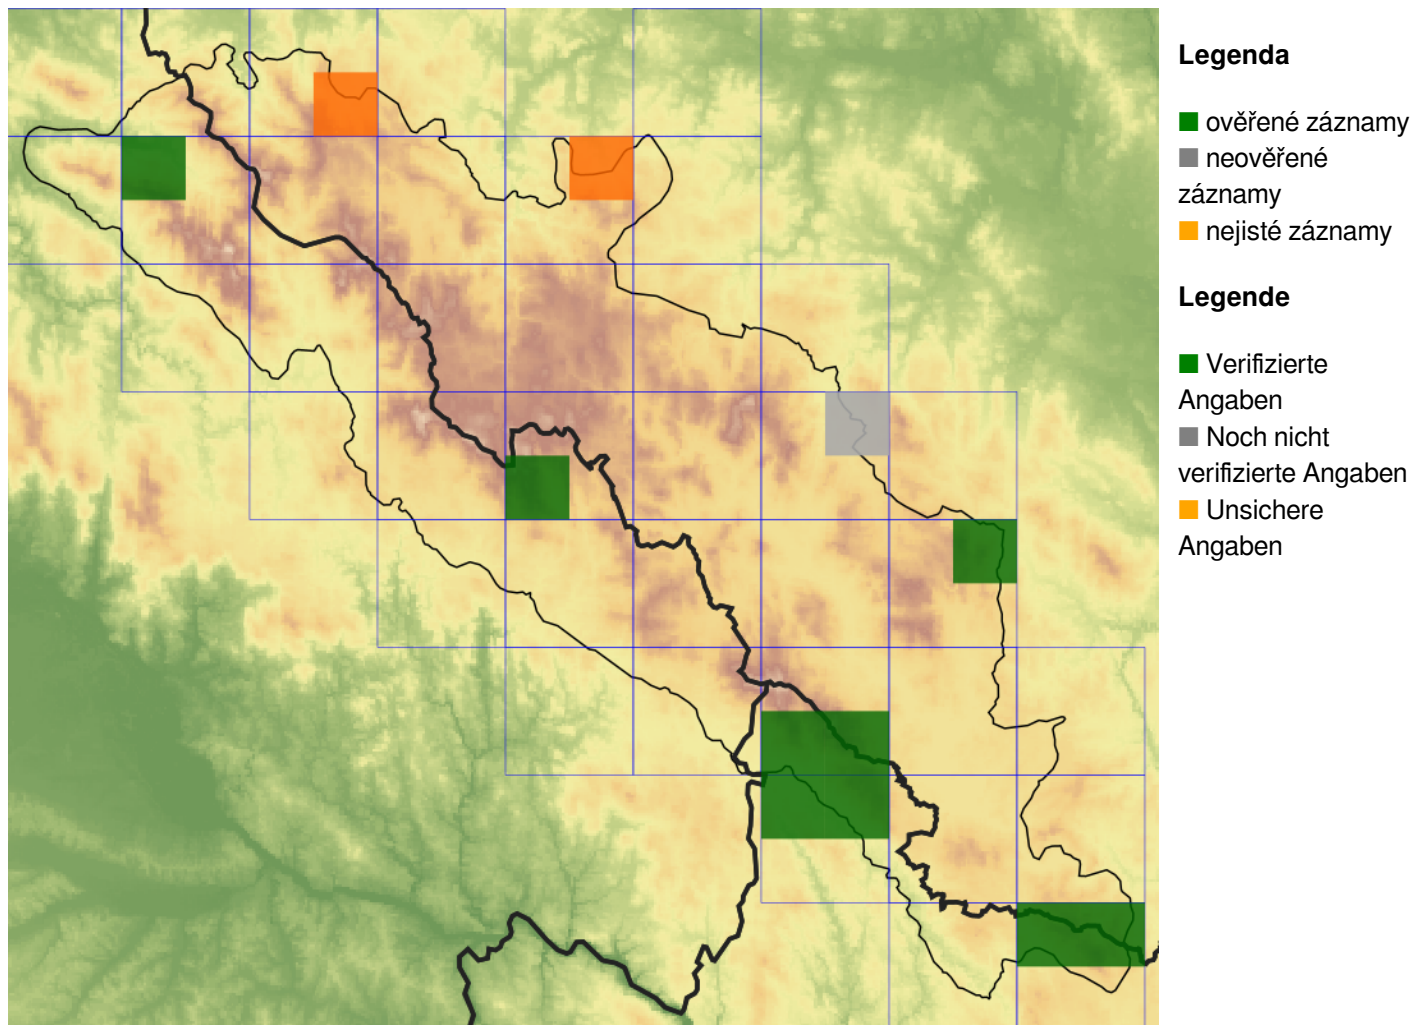 Legenda
ověřené záznamy
neověřené
záznamy
nejisté záznamy
Legende
Verifizierte
Angaben
Noch nicht
verifizierte Angaben
Unsichere
Angaben